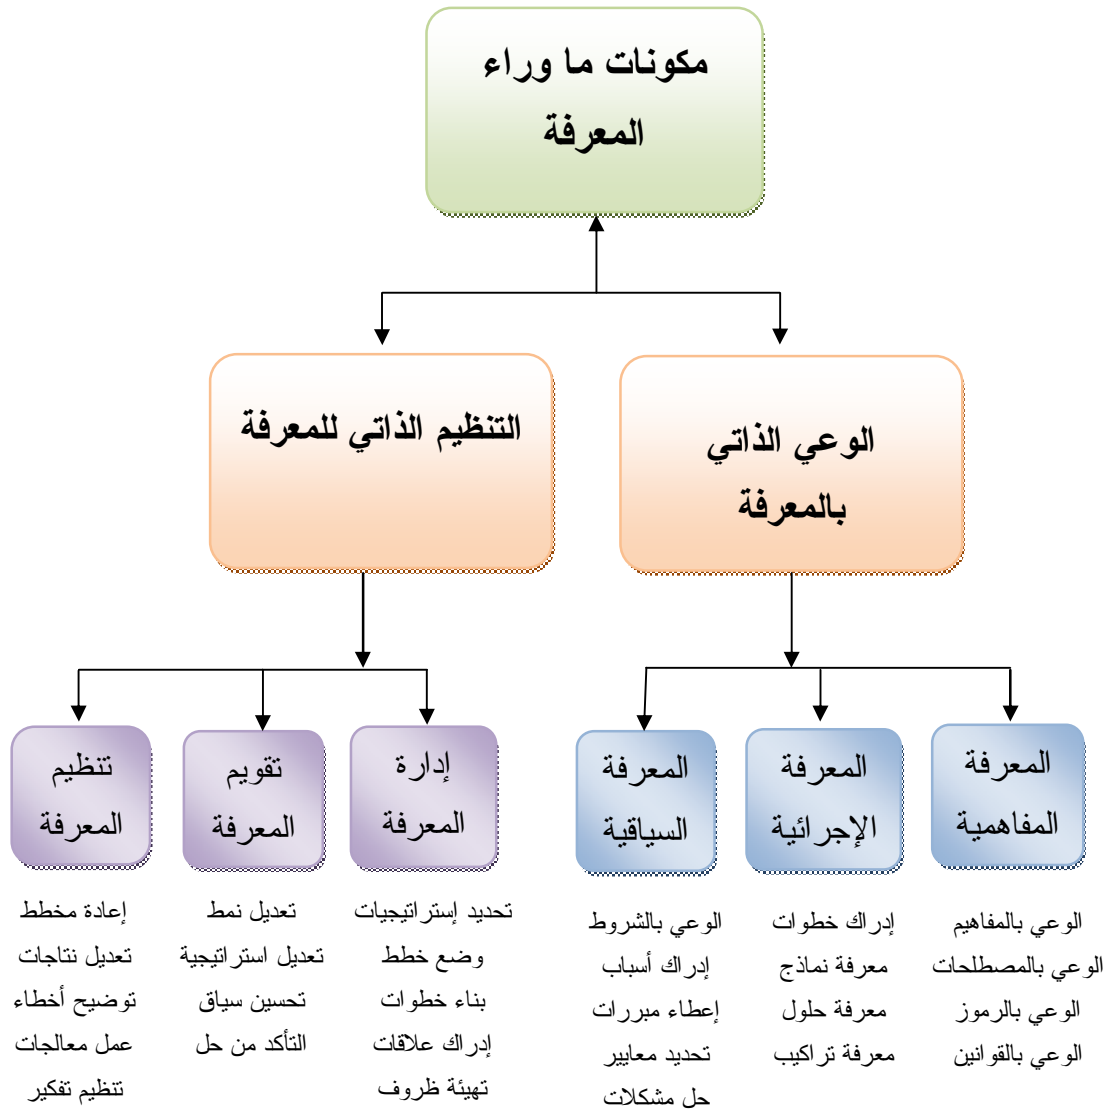 مكونات ما وراء
المعرفة
الوعي الذاتي
بالمعرفة
التنظيم الذاتي للمعرفة
المعرفة
المفاهمية
المعرفة
الإجرائية
المعرفة
السياقية
إدارة
المعرفة
تقويم
المعرفة
تنظيم
المعرفة
الوعي بالمفاهيم
الوعي بالمصطلحات
الوعي بالرموز
الوعي بالقوانين
إدراك خطوات
معرفة نماذج
معرفة حلول
معرفة تراكيب
الوعي بالشروط
إدراك أسباب
إعطاء مبررات
تحديد معايير
حل مشكلات
تحديد إستراتيجيات
وضع خطط
بناء خطوات
إدراك علاقات
تهيئة ظروف
تعديل نمط
تعديل استراتيجية
تحسين سياق
التأكد من حل
إعادة مخطط
تعديل نتاجات
توضيح أخطاء
عمل معالجات
تنظيم تفكير